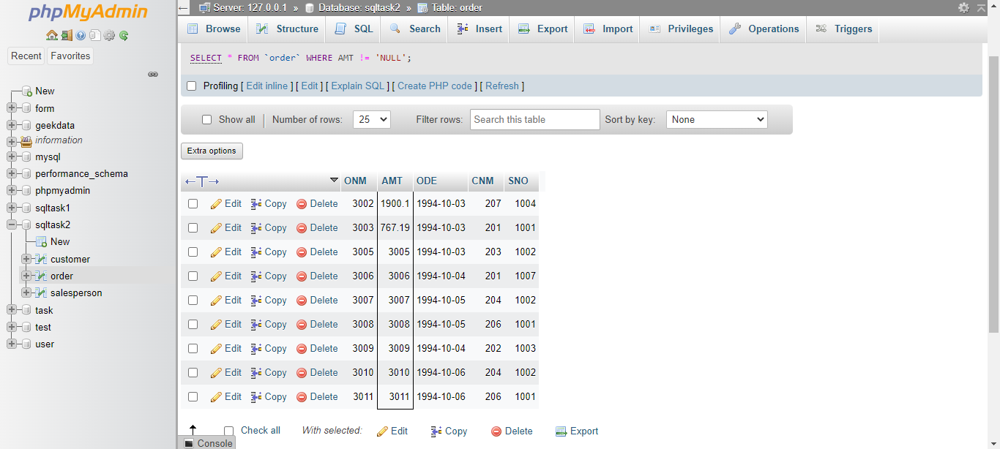 phpMyAdmin
Recent Favorites
New
form
geekdata
information
mysql
performance_schema
phpmyadmin
sqltask1
sqltask2
New
customer
order
salesperson
task
test
user
Server: 127.0.0.1 » Database: sqltask2 » Table: order
Browse Structure SQL Search Insert Export Import Privileges Operations Triggers
SELECT * FROM `order` WHERE AMT != 'NULL';
Profiling [ Edit inline ] [ Edit ] [ Explain SQL ] [ Create PHP code ] [ Refresh ]
Show all Number of rows: 25 Filter rows: Search this table Sort by key: None
Extra options
←T→ ONM AMT ODE CNM SNO
Edit Copy Delete 3002 1900.1 1994-10-03 207 1004
Edit Copy Delete 3003 767.19 1994-10-03 201 1001
Edit Copy Delete 3005 3005 1994-10-03 203 1002
Edit Copy Delete 3006 3006 1994-10-04 201 1007
Edit Copy Delete 3007 3007 1994-10-05 204 1002
Edit Copy Delete 3008 3008 1994-10-05 206 1001
Edit Copy Delete 3009 3009 1994-10-04 202 1003
Edit Copy Delete 3010 3010 1994-10-06 204 1002
Edit Copy Delete 3011 3011 1994-10-06 206 1001
Check all With selected: Edit Copy Delete Export
Console